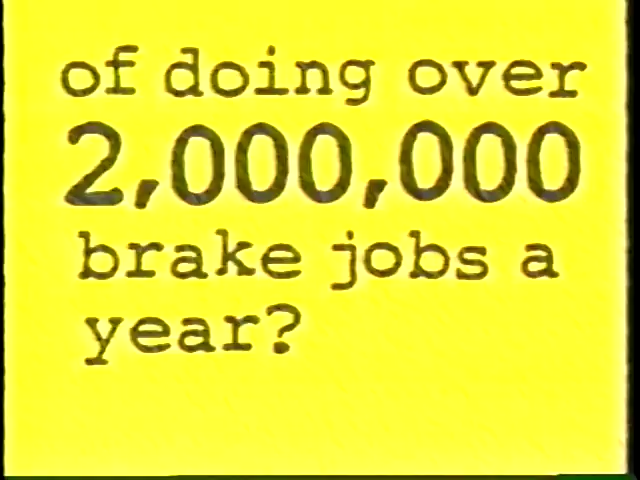 of doing over
2,000,000
brake jobs a
year?